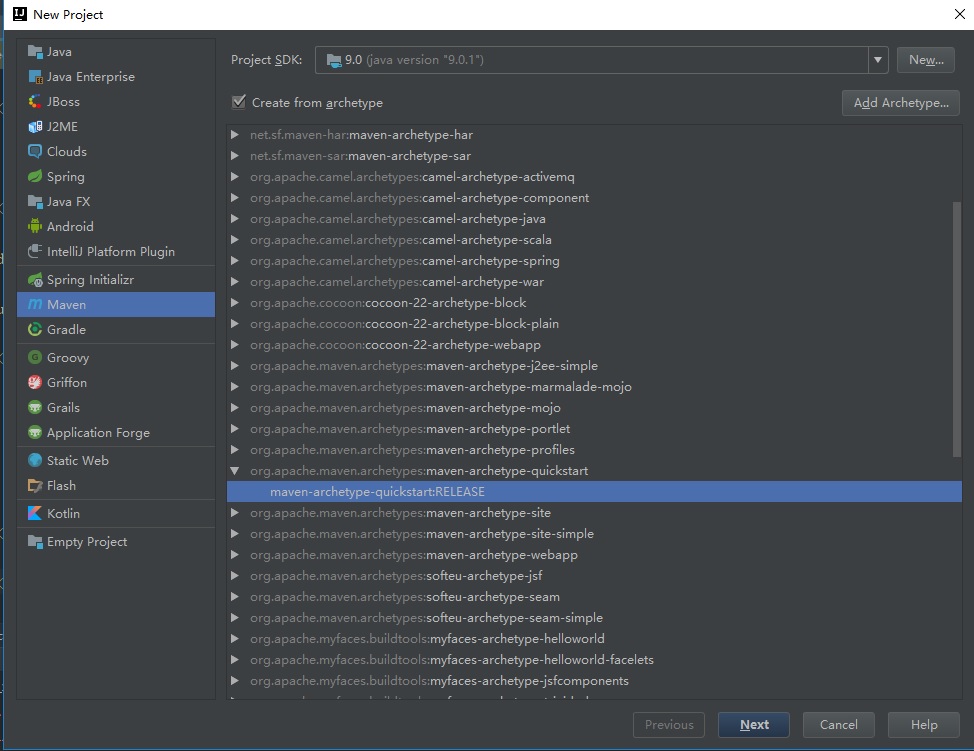 New Project
Java
Java Enterprise
JBoss
J2ME
Clouds
Spring
Java FX
Android
IntelliJ Platform Plugin
Spring Initializr
Maven
Gradle
Groovy
Griffon
Grails
Application Forge
Static Web
Flash
Kotlin
Empty Project
Project SDK: 9.0 (java version "9.0.1") New...
Create from archetype Add Archetype...
net.sf.maven-har:maven-archetype-har
net.sf.maven-sar:maven-archetype-sar
org.apache.camel.archetypes:camel-archetype-activemq
org.apache.camel.archetypes:camel-archetype-component
org.apache.camel.archetypes:camel-archetype-java
org.apache.camel.archetypes:camel-archetype-scala
org.apache.camel.archetypes:camel-archetype-spring
org.apache.camel.archetypes:camel-archetype-war
org.apache.cocoon:cocoon-22-archetype-block
org.apache.cocoon:cocoon-22-archetype-block-plain
org.apache.cocoon:cocoon-22-archetype-webapp
org.apache.maven.archetypes:maven-archetype-j2ee-simple
org.apache.maven.archetypes:maven-archetype-marmalade-mojo
org.apache.maven.archetypes:maven-archetype-mojo
org.apache.maven.archetypes:maven-archetype-portlet
org.apache.maven.archetypes:maven-archetype-profiles
org.apache.maven.archetypes:maven-archetype-quickstart
maven-archetype-quickstart:RELEASE
org.apache.maven.archetypes:maven-archetype-site
org.apache.maven.archetypes:maven-archetype-site-simple
org.apache.maven.archetypes:maven-archetype-webapp
org.apache.maven.archetypes:softeu-archetype-jsf
org.apache.maven.archetypes:softeu-archetype-seam
org.apache.maven.archetypes:softeu-archetype-seam-simple
org.apache.myfaces.buildtools:myfaces-archetype-helloworld
org.apache.myfaces.buildtools:myfaces-archetype-helloworld-facelets
org.apache.myfaces.buildtools:myfaces-archetype-jsfcomponents
Previous Next Cancel Help